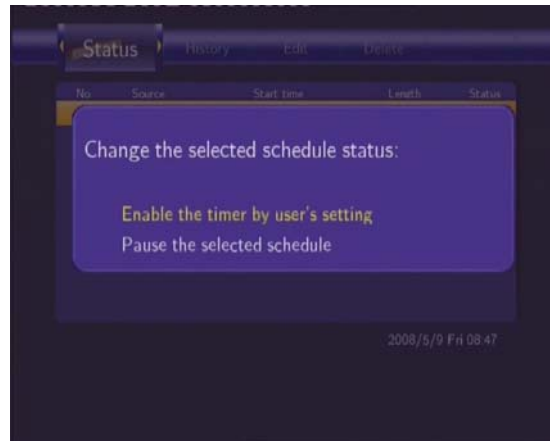 Status History Edit Delete
No Source Start time Length Status
Change the selected schedule status:
Enable the timer by user's setting
Pause the selected schedule
2008/5/9 Fri 08:47